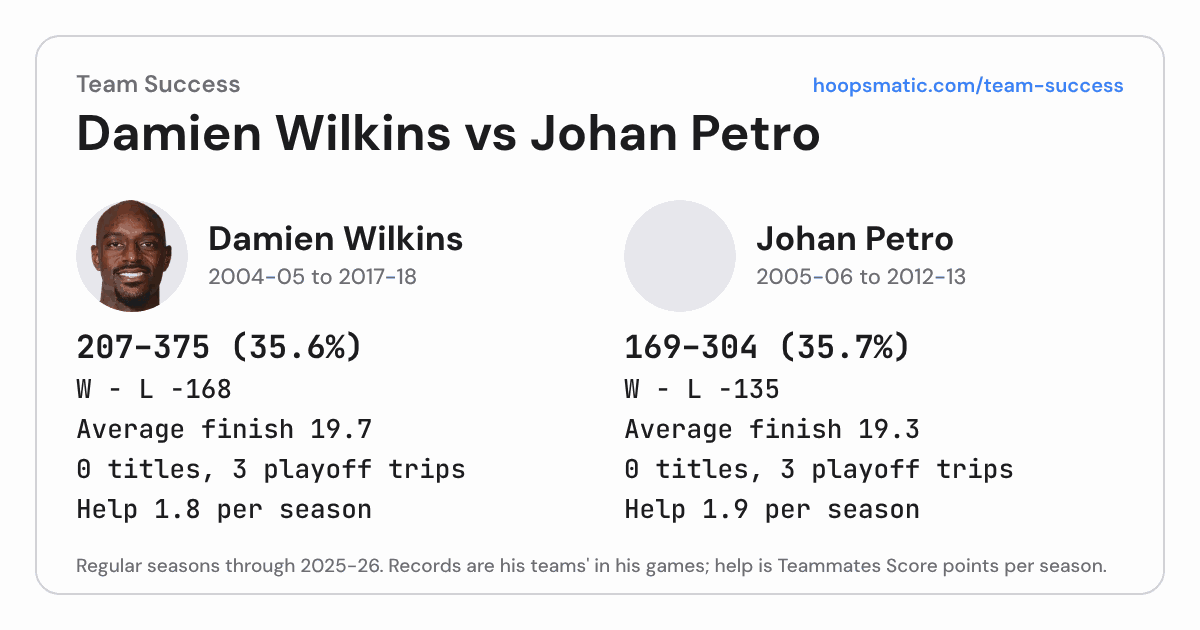 Team Success
hoopsmatic.com/team-success
Damien Wilkins vs Johan Petro
Damien Wilkins
2004-05 to 2017-18
207-375 (35.6%)
W - L -168
Average finish 19.7
0 titles, 3 playoff trips
Help 1.8 per season
Johan Petro
2005-06 to 2012-13
169-304 (35.7%)
W - L -135
Average finish 19.3
0 titles, 3 playoff trips
Help 1.9 per season
Regular seasons through 2025-26. Records are his teams' in his games; help is Teammates Score points per season.